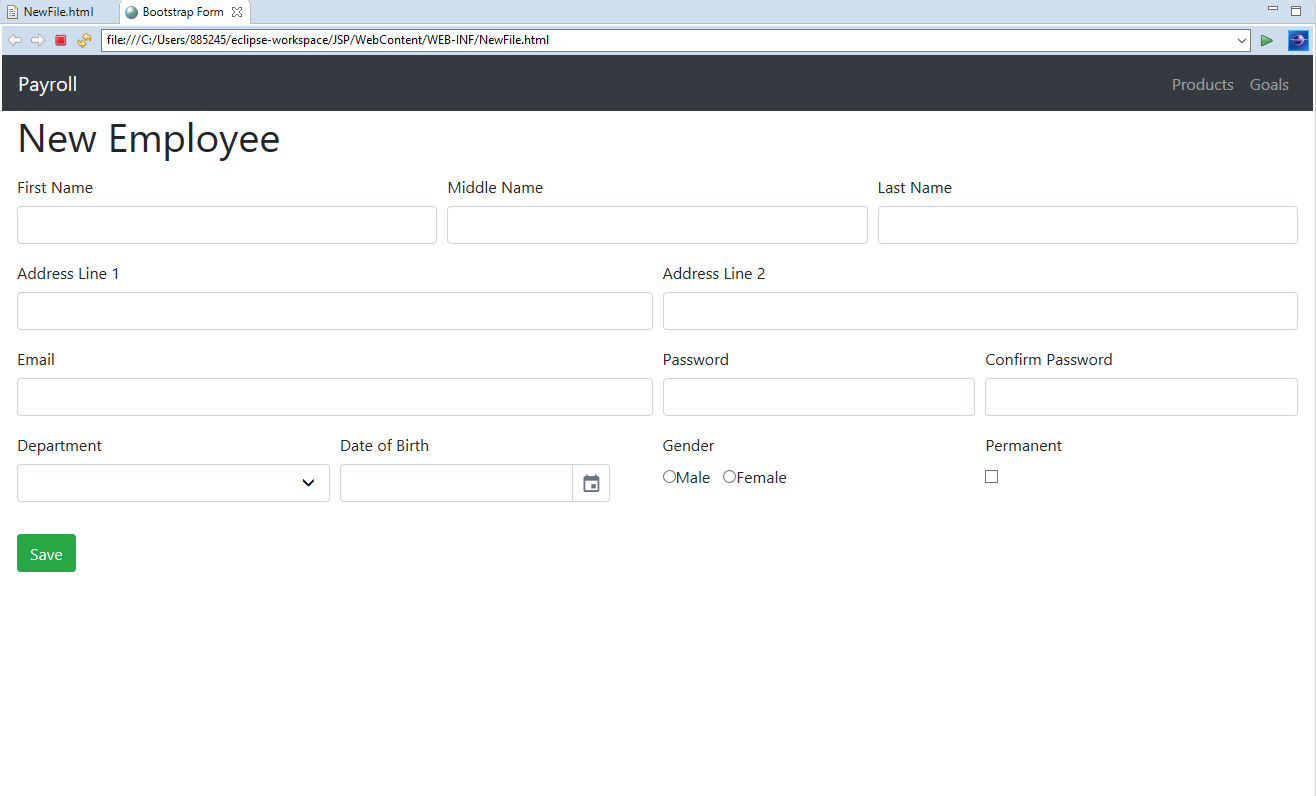 NewFile.html Bootstrap Form
file:///C:/Users/885245/eclipse-workspace/JSP/WebContent/WEB-INF/NewFile.html
Payroll Products Goals
New Employee
First Name Middle Name Last Name
Address Line 1 Address Line 2
Email Password Confirm Password
Department Date of Birth Gender Permanent
Male Female
Save